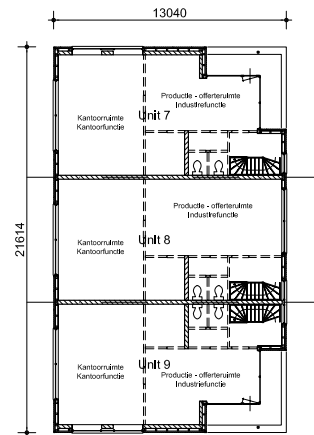 13040
21614
Productie - offerteruimte
Industriefunctie
Kantoorruimte
Kantoorfunctie
Unit 7
Productie - offerteruimte
Industriefunctie
Kantoorruimte
Kantoorfunctie
Unit 8
Kantoorruimte
Kantoorfunctie
Unit 9
Productie - offerteruimte
Industriefunctie